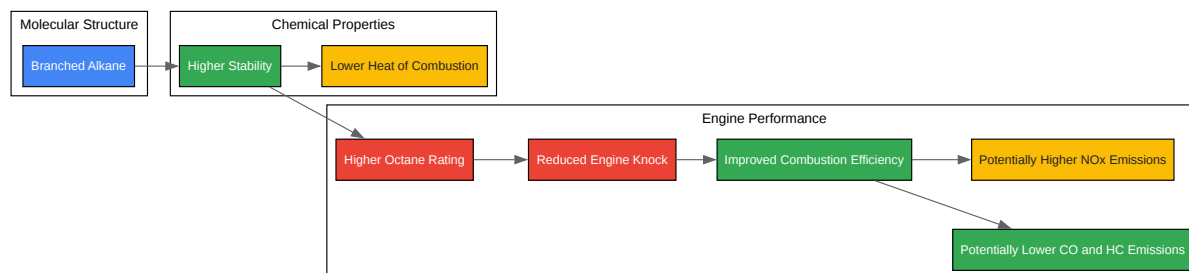 Molecular Structure
Chemical Properties
Branched Alkane
Higher Stability
Lower Heat of Combustion
Engine Performance
Higher Octane Rating
Reduced Engine Knock
Improved Combustion Efficiency
Potentially Higher NOx Emissions
Potentially Lower CO and HC Emissions